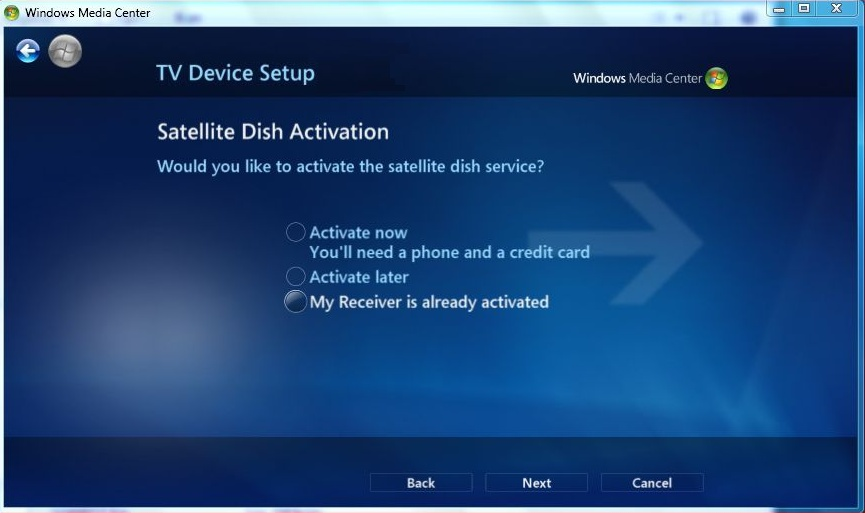 Windows Media Center
TV Device Setup
Windows Media Center
Satellite Dish Activation
Would you like to activate the satellite dish service?
Activate now
You'll need a phone and a credit card
Activate later
My Receiver is already activated
Back
Next
Cancel